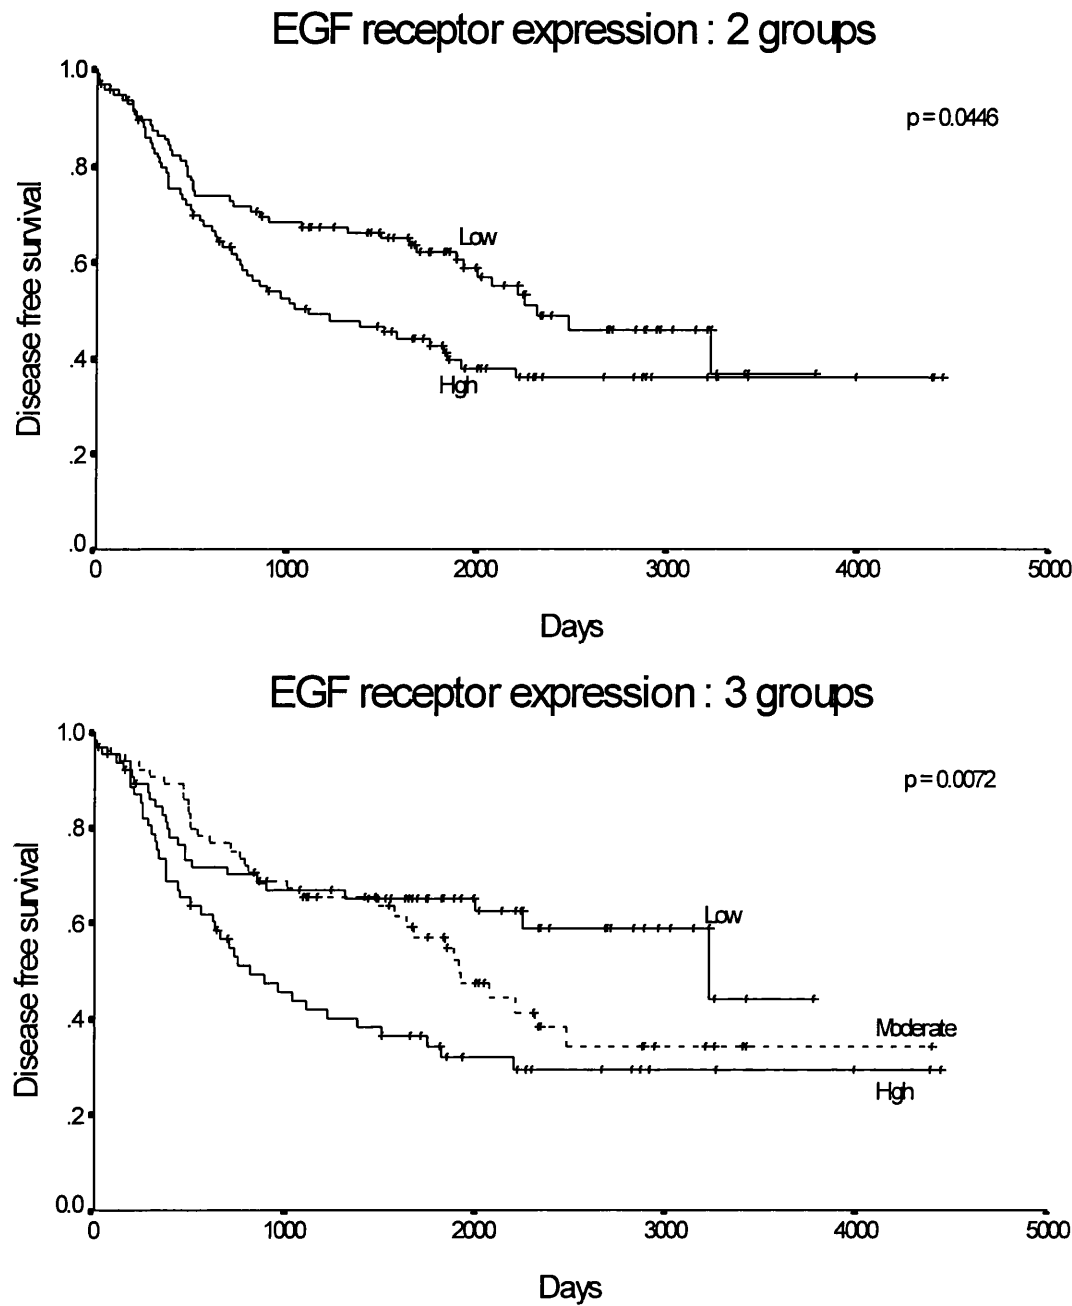 EGF receptor expression : 2 groups
1.0
p = 0.0446
.8
Disease free survival
Low
.6
.4
Hgh
.2
.0
0 1000 2000 3000 4000 5000
Days
EGF receptor expression : 3 groups
1.0
p = 0.0072
.8
Disease free survival
Low
.6
.4
Moderate
Hgh
.2
0.0
0 1000 2000 3000 4000 5000
Days